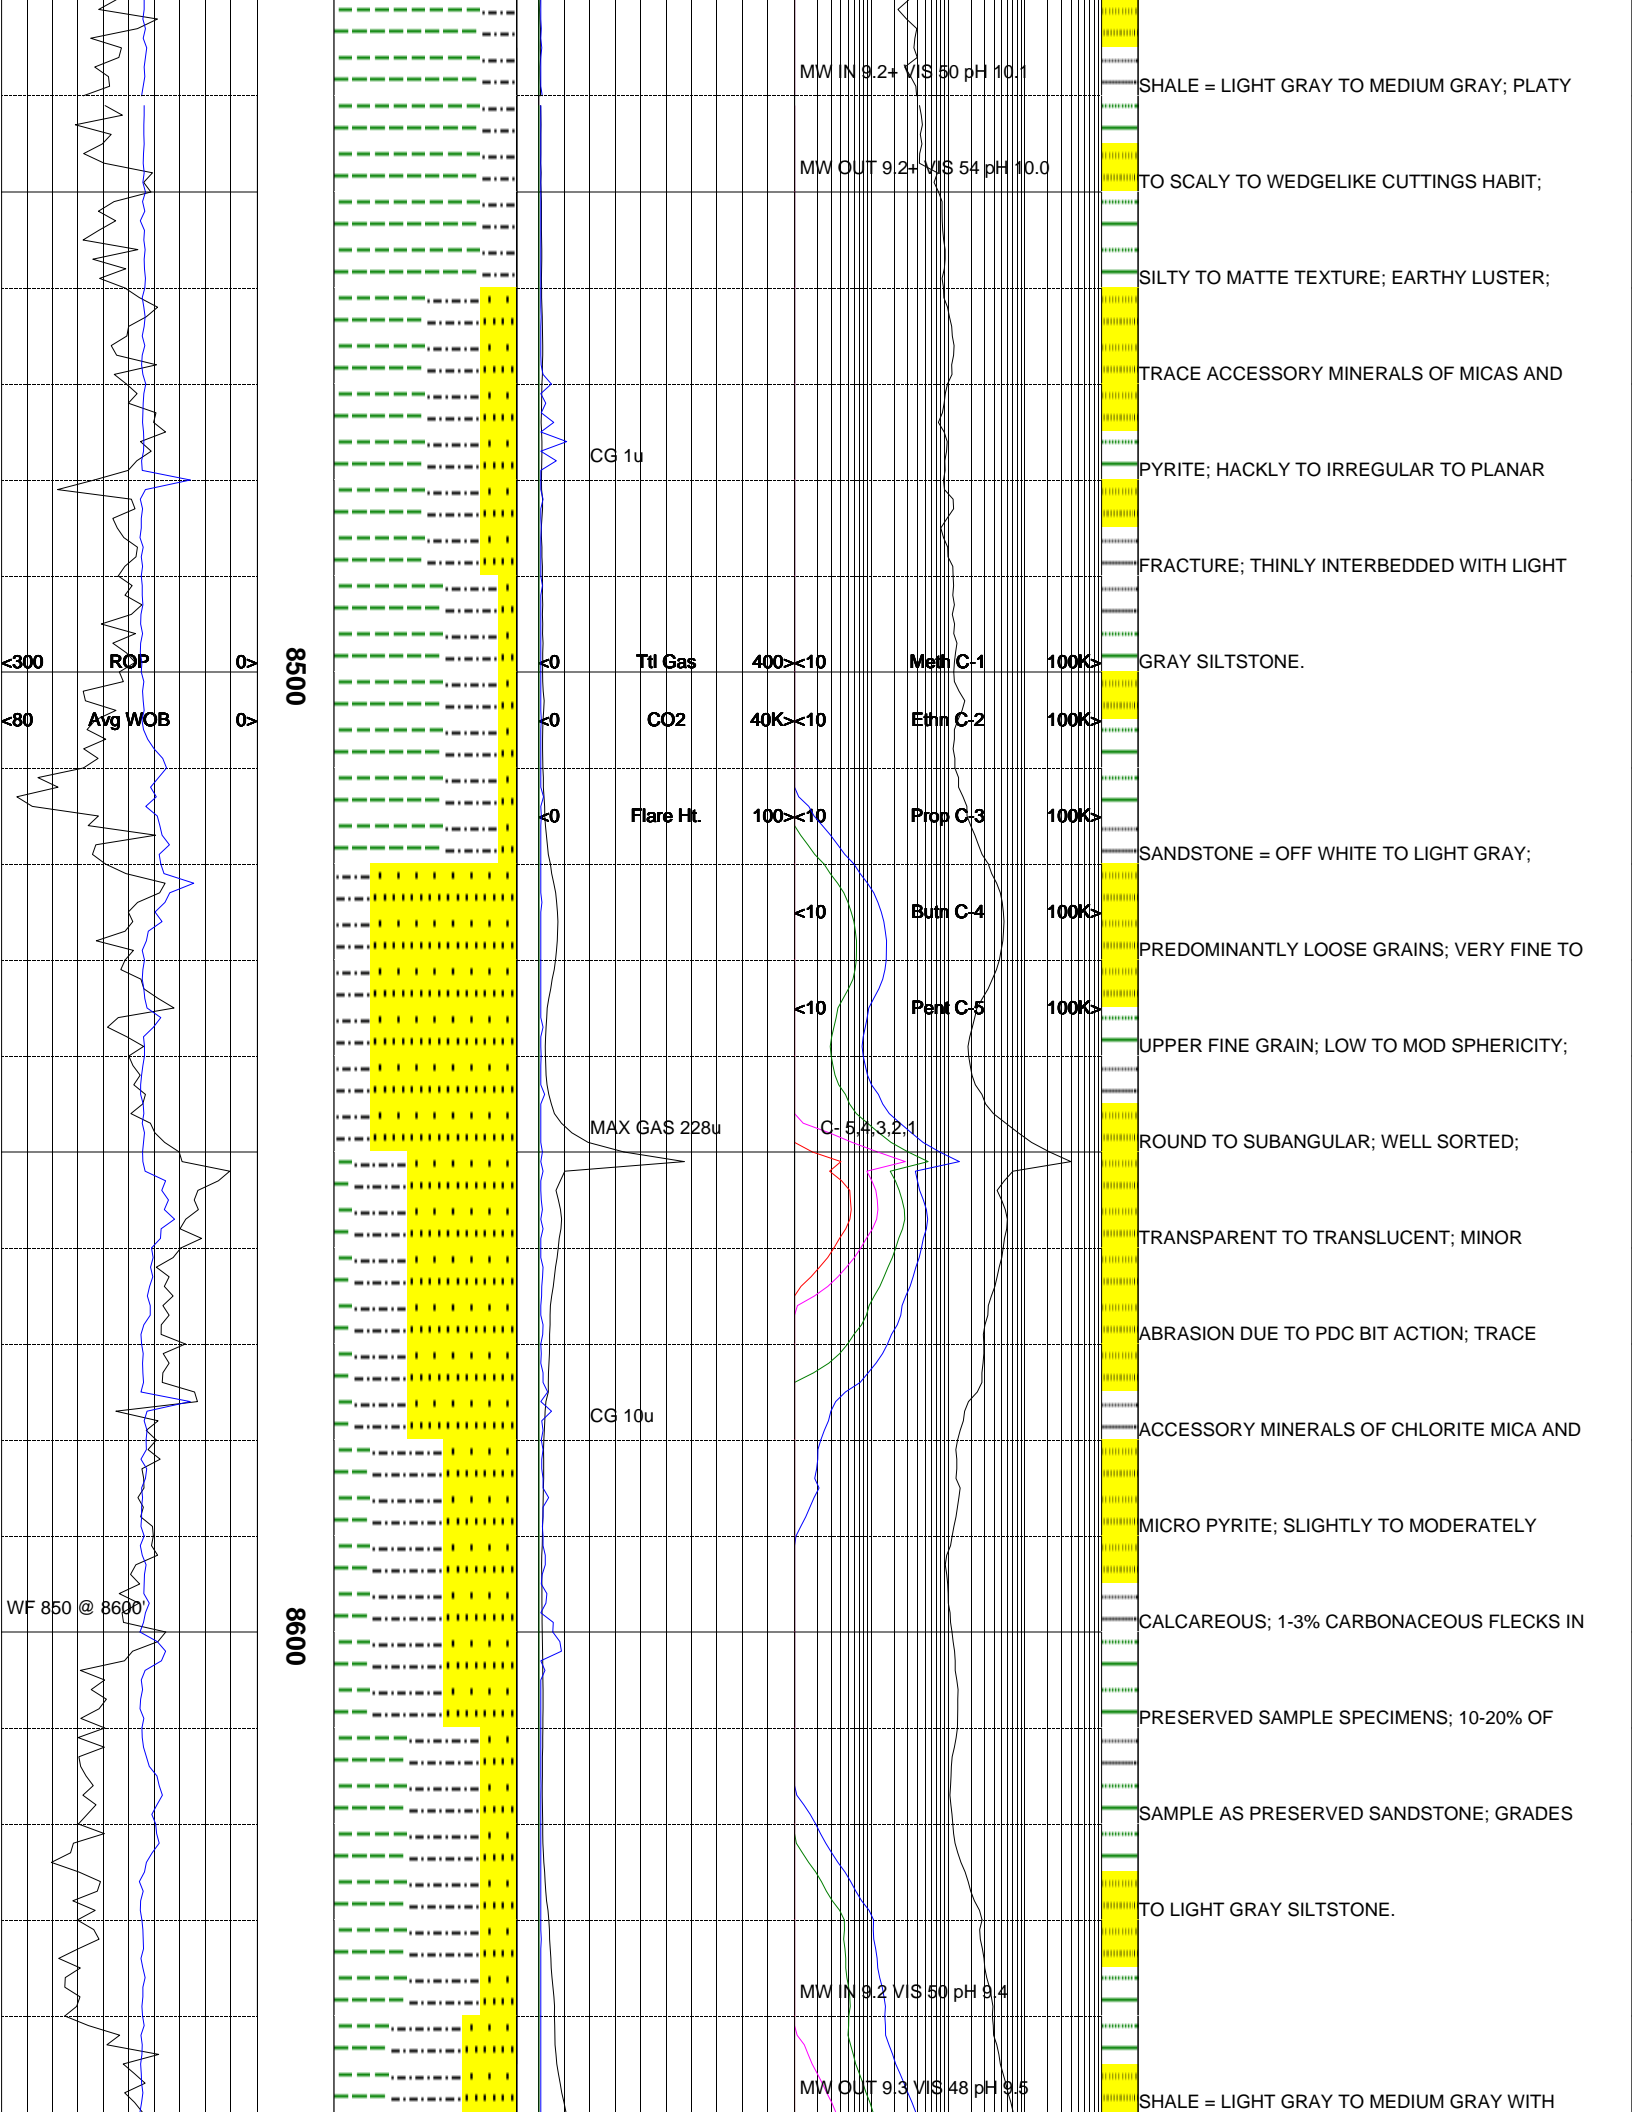 MW IN 9.2+ VIS 50 pH 10.1
SHALE = LIGHT GRAY TO MEDIUM GRAY; PLATY
MW OUT 9.2+ VIS 54 pH 10.0
TO SCALY TO WEDGELIKE CUTTINGS HABIT;
SILTY TO MATTE TEXTURE; EARTHY LUSTER;
TRACE ACCESSORY MINERALS OF MICAS AND
CG 1u
PYRITE; HACKLY TO IRREGULAR TO PLANAR
FRACTURE; THINLY INTERBEDDED WITH LIGHT
<300 ROP 0> 8500 <0 Ttl Gas 400><10 Meth C-1 100K> GRAY SILTSTONE.
<80 Avg WOB 0> <0 CO2 40K><10 Ethn C-2 100K>
<0 Flare Ht. 100><10 Prop C-3 100K>
SANDSTONE = OFF WHITE TO LIGHT GRAY;
<10 Butn C-4 100K>
PREDOMINANTLY LOOSE GRAINS; VERY FINE TO
<10 Pent C-5 100K>
UPPER FINE GRAIN; LOW TO MOD SPHERICITY;
MAX GAS 228u C- 5,4,3,2,1
ROUND TO SUBANGULAR; WELL SORTED;
TRANSPARENT TO TRANSLUCENT; MINOR
ABRASION DUE TO PDC BIT ACTION; TRACE
CG 10u
ACCESSORY MINERALS OF CHLORITE MICA AND
MICRO PYRITE; SLIGHTLY TO MODERATELY
WF 850 @ 8600' 8600
CALCAREOUS; 1-3% CARBONACEOUS FLECKS IN
PRESERVED SAMPLE SPECIMENS; 10-20% OF
SAMPLE AS PRESERVED SANDSTONE; GRADES
TO LIGHT GRAY SILTSTONE.
MW IN 9.2 VIS 50 pH 9.4
MW OUT 9.3 VIS 48 pH 9.5
SHALE = LIGHT GRAY TO MEDIUM GRAY WITH